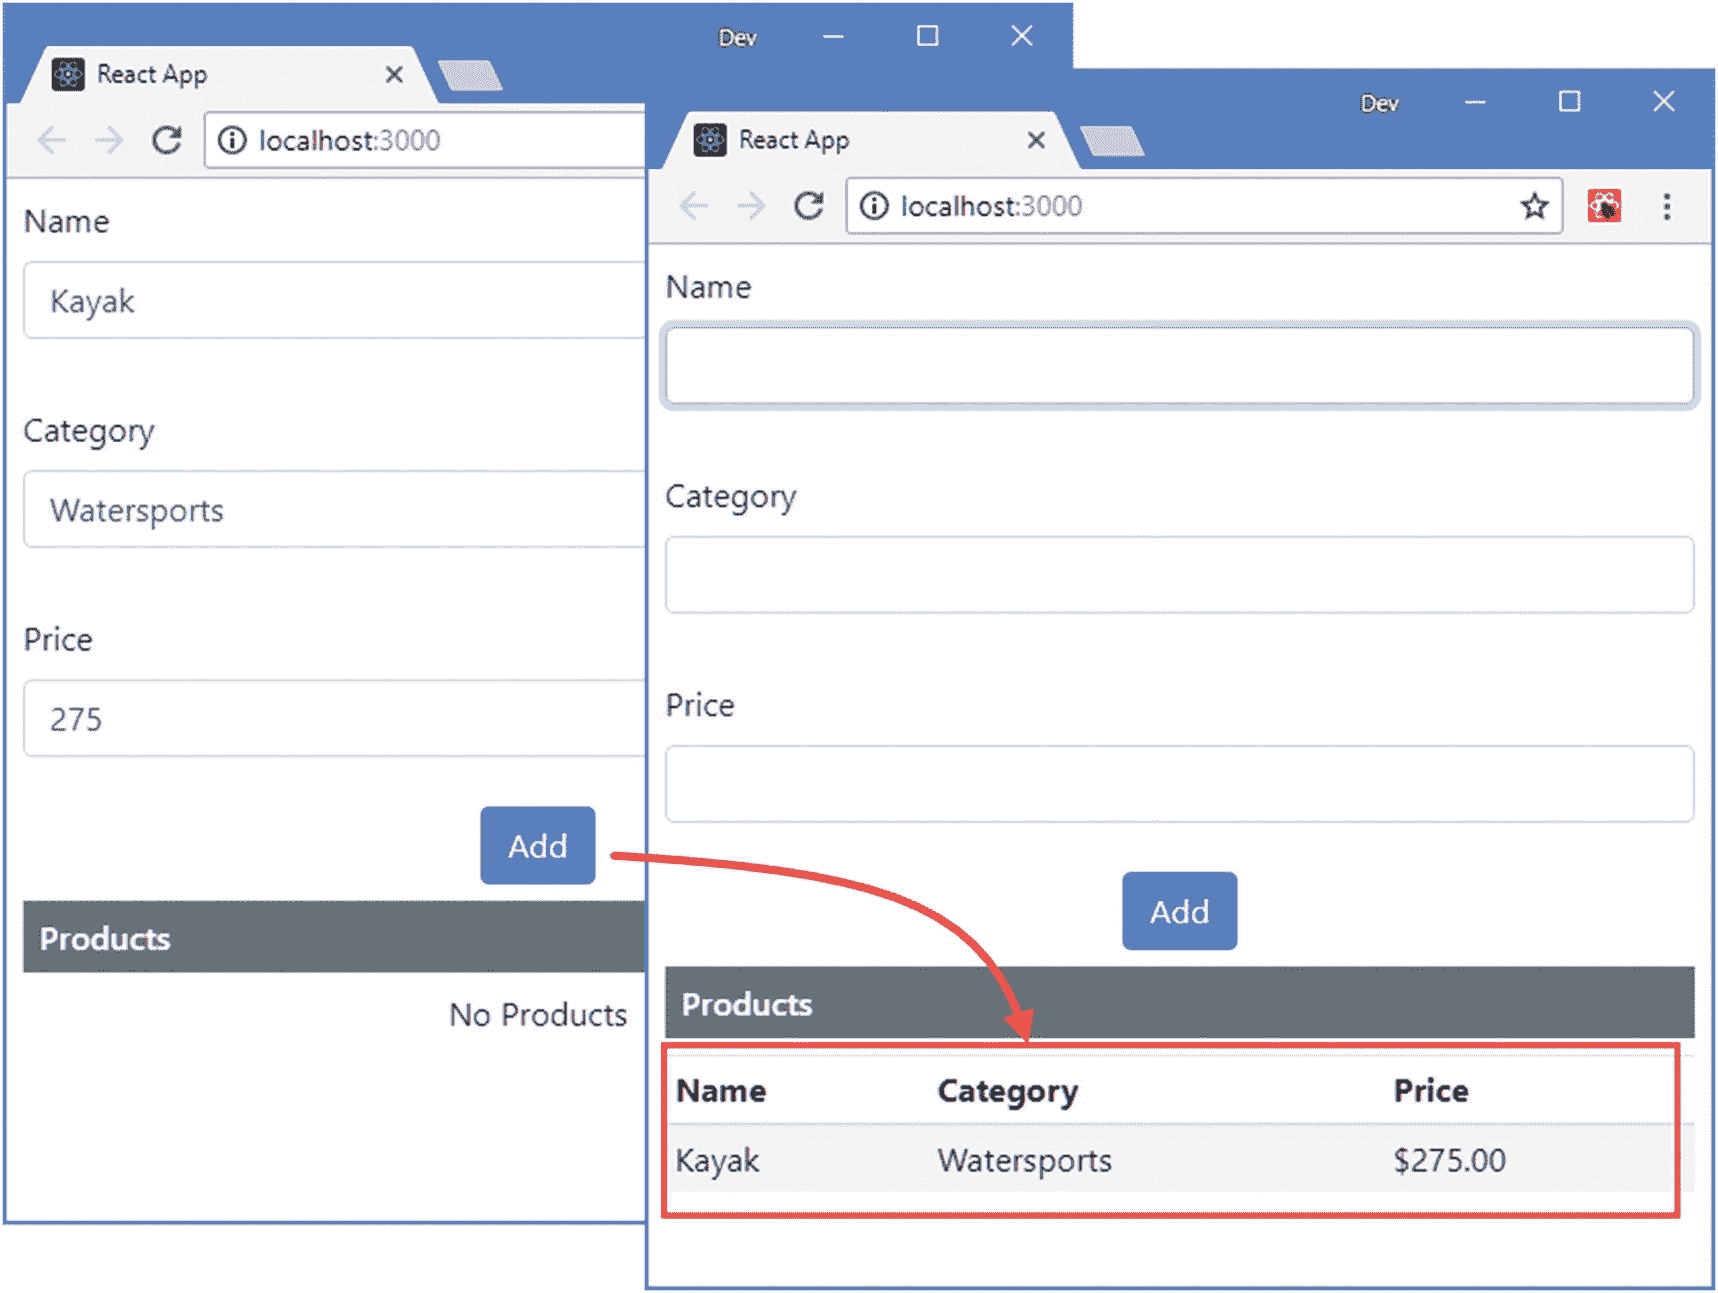 Dev
React App
localhost:3000
Name
Kayak
Category
Watersports
Price
275
Add
Products
No Products
Dev
React App
localhost:3000
Name
Category
Price
Add
Products
Name Category Price
Kayak Watersports $275.00